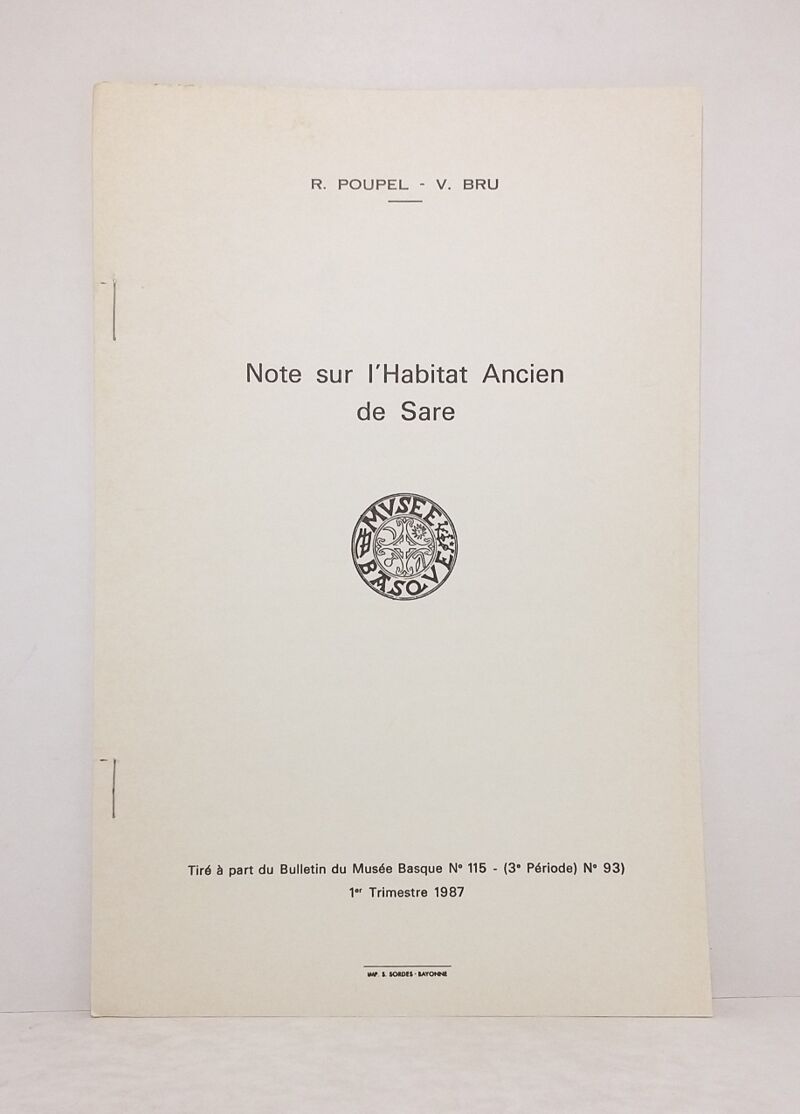 R. POUPEL - V. BRU
Note sur l'Habitat Ancien
de Sare
MVSEE
BASQVE
Tiré à part du Bulletin du Musée Basque N° 115 - (3e Période) N° 93)
1er Trimestre 1987
IMP. S. SORDES - BAYONNE